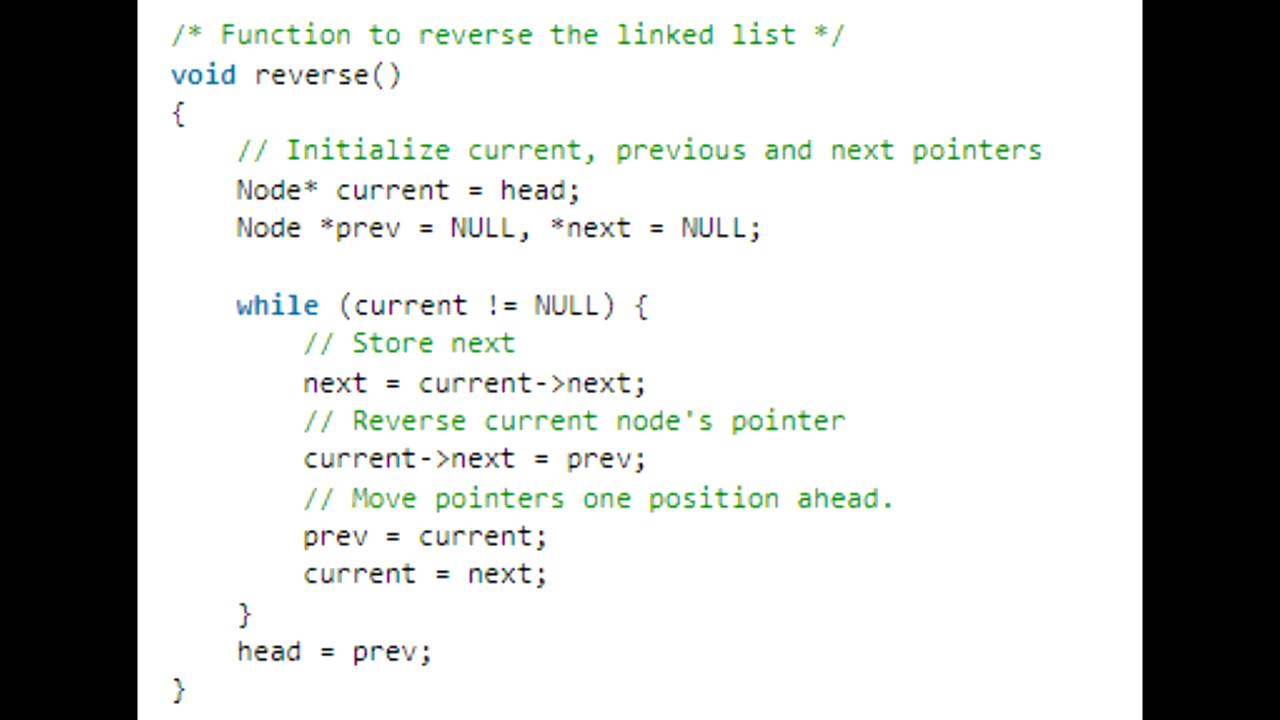 /* Function to reverse the linked list */
void reverse()
{
    // Initialize current, previous and next pointers
    Node* current = head;
    Node *prev = NULL, *next = NULL;

    while (current != NULL) {
        // Store next
        next = current->next;
        // Reverse current node's pointer
        current->next = prev;
        // Move pointers one position ahead.
        prev = current;
        current = next;
    }
    head = prev;
}